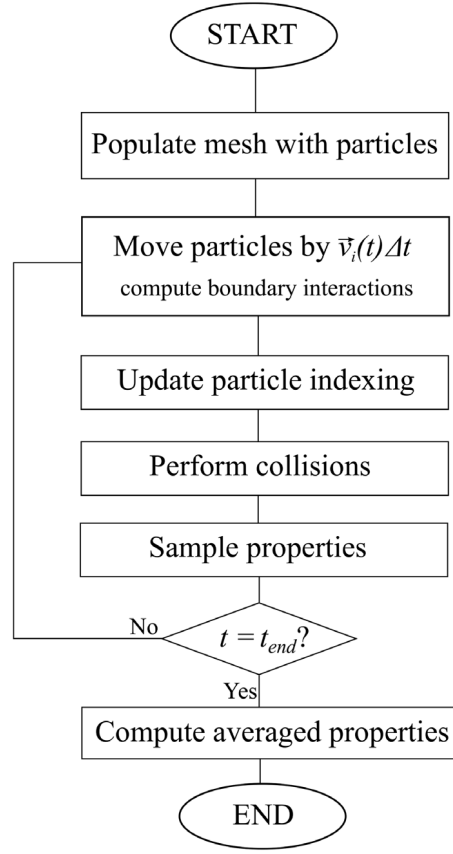 START
Populate mesh with particles
Move particles by v⃗ᵢ(t)Δt
compute boundary interactions
Update particle indexing
Perform collisions
Sample properties
No
t = t_end?
Yes
Compute averaged properties
END